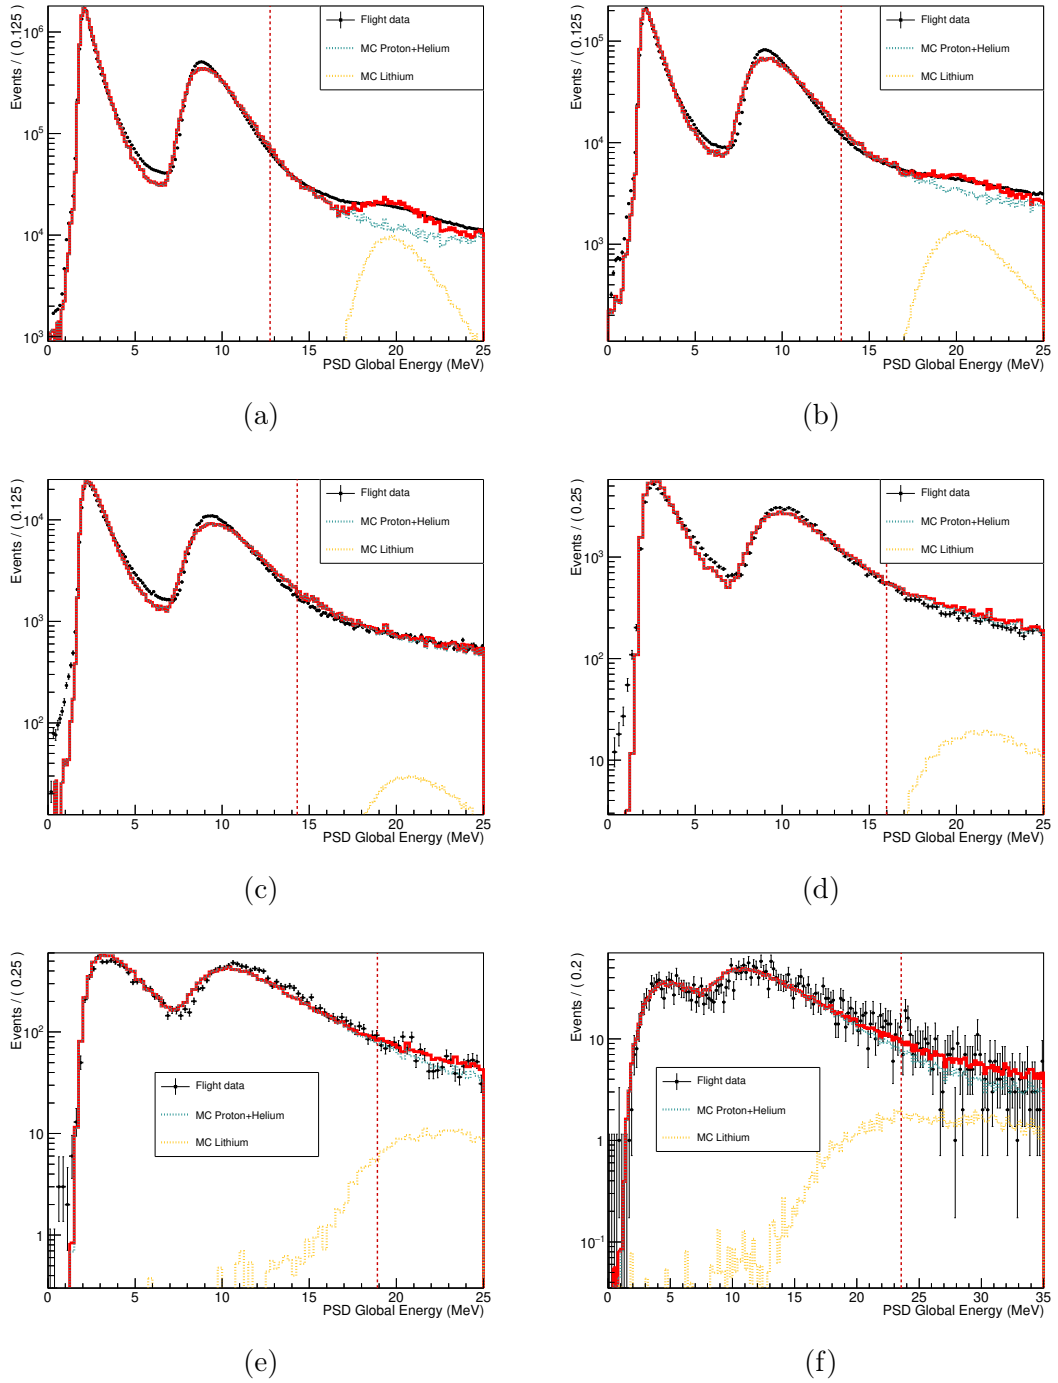 Events / ( 0.125 )
10^6
10^5
10^4
10^3
Flight data
MC Proton+Helium
MC Lithium
0 5 10 15 20 25
PSD Global Energy (MeV)
(a)
Events / ( 0.125 )
10^5
10^4
10^3
Flight data
MC Proton+Helium
MC Lithium
0 5 10 15 20 25
PSD Global Energy (MeV)
(b)
Events / ( 0.125 )
10^4
10^3
10^2
Flight data
MC Proton+Helium
MC Lithium
0 5 10 15 20 25
PSD Global Energy (MeV)
(c)
Events / ( 0.25 )
10^3
10^2
10
Flight data
MC Proton+Helium
MC Lithium
0 5 10 15 20 25
PSD Global Energy (MeV)
(d)
Events / ( 0.25 )
10^2
10
1
Flight data
MC Proton+Helium
MC Lithium
0 5 10 15 20 25
PSD Global Energy (MeV)
(e)
Events / ( 0.2 )
10
1
10^−1
Flight data
MC Proton+Helium
MC Lithium
0 5 10 15 20 25 30 35
PSD Global Energy (MeV)
(f)